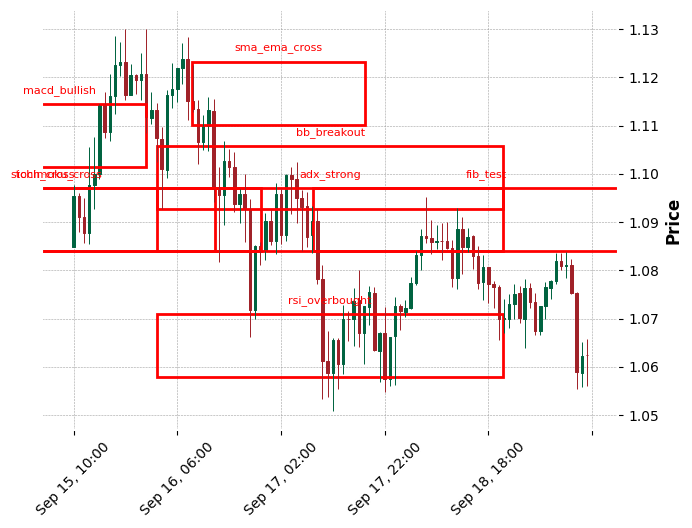 sma_ema_cross
macd_bullish
bb_breakout
adx_strong
fib_test
rsi_overbought
1.13
1.12
1.11
1.10
1.09
1.08
1.07
1.06
1.05
Price
Sep 15, 10:00
Sep 16, 06:00
Sep 17, 02:00
Sep 17, 22:00
Sep 18, 18:00